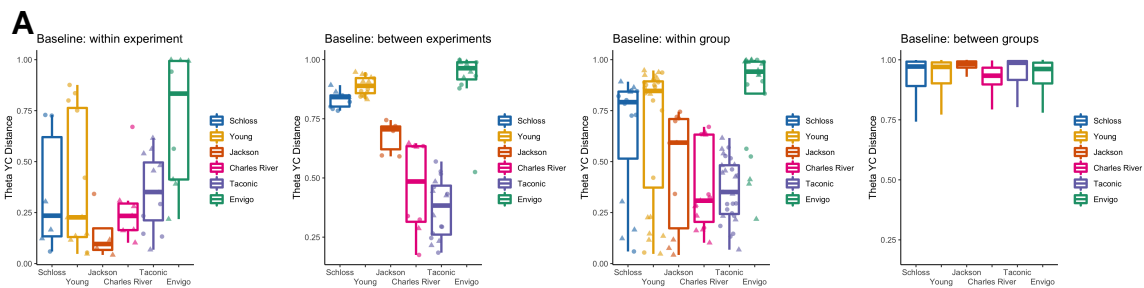 A
Baseline: within experiment
Theta YC Distance
1.00
0.75
0.50
0.25
0.00
Schloss
Young
Jackson
Charles River
Taconic
Envigo
Schloss
Young
Jackson
Charles River
Taconic
Envigo
Baseline: between experiments
Theta YC Distance
1.00
0.75
0.50
0.25
Schloss
Young
Jackson
Charles River
Taconic
Envigo
Schloss
Young
Jackson
Charles River
Taconic
Envigo
Baseline: within group
Theta YC Distance
1.00
0.75
0.50
0.25
0.00
Schloss
Young
Jackson
Charles River
Taconic
Envigo
Schloss
Young
Jackson
Charles River
Taconic
Envigo
Baseline: between groups
Theta YC Distance
1.00
0.75
0.50
0.25
Schloss
Young
Jackson
Charles River
Taconic
Envigo
Schloss
Young
Jackson
Charles River
Taconic
Envigo